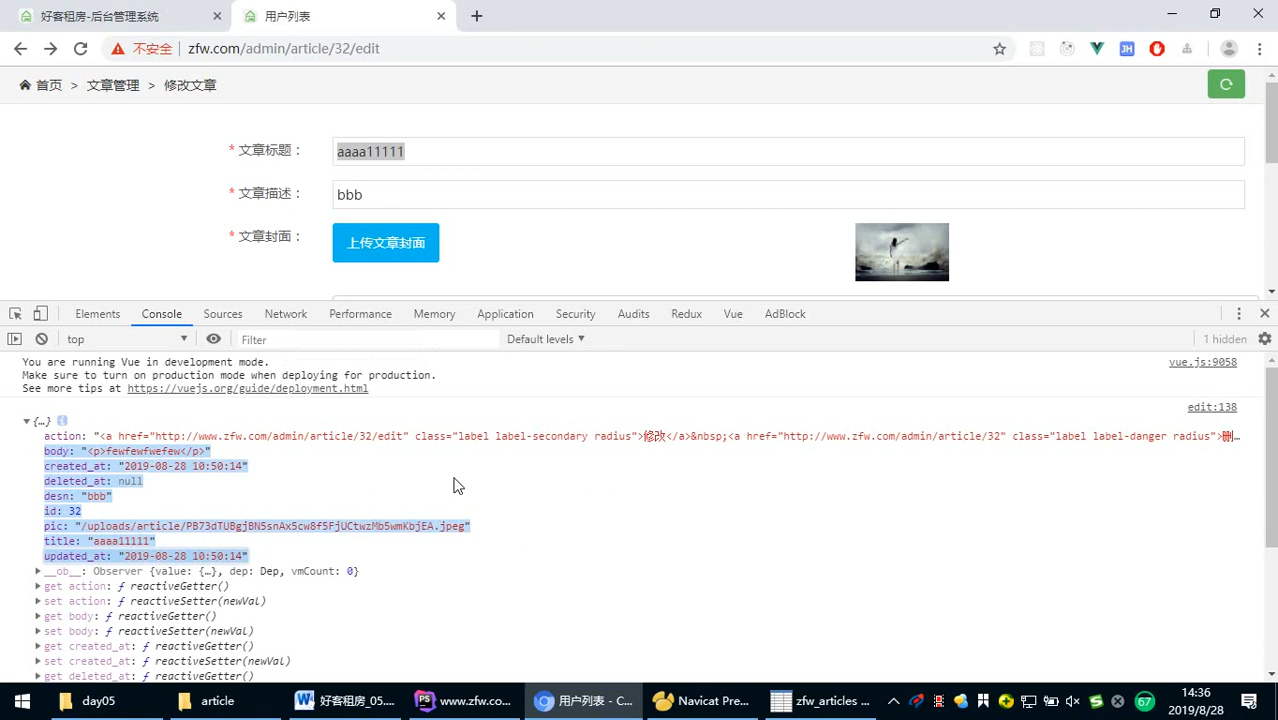 好客租房-后台管理系统
用户列表
不安全 zfw.com/admin/article/32/edit
首页 > 文章管理 > 修改文章
* 文章标题： aaaa11111
* 文章描述： bbb
* 文章封面： 上传文章封面
Elements Console Sources Network Performance Memory Application Security Audits Redux Vue AdBlock
top Filter Default levels 1 hidden
You are running Vue in development mode. vue.js:9058
Make sure to turn on production mode when deploying for production.
See more tips at https://vuejs.org/guide/deployment.html
edit:138
{…}
action: "<a href="http://www.zfw.com/admin/article/32/edit" class="label label-secondary radius">修改</a>&nbsp;<a href="http://www.zfw.com/admin/article/32" class="label label-danger radius">删…
body: "<p>fewfewfwefew</p>"
created_at: "2019-08-28 10:50:14"
deleted_at: null
desn: "bbb"
id: 32
pic: "/uploads/article/PB73dTUBgjBN5snAx5cw8f5FjUCtwzMb5wmKbjEA.jpeg"
title: "aaaa11111"
updated_at: "2019-08-28 10:50:14"
__ob__: Observer {value: {…}, dep: Dep, vmCount: 0}
get action: ƒ reactiveGetter()
set action: ƒ reactiveSetter(newVal)
get body: ƒ reactiveGetter()
set body: ƒ reactiveSetter(newVal)
get created_at: ƒ reactiveGetter()
set created_at: ƒ reactiveSetter(newVal)
get deleted_at: ƒ reactiveGetter()
day05 article 好客租房_05.... www.zfw.co... 用户列表 - C... Navicat Pre... zfw_articles ... 67
14:36
2019/8/28